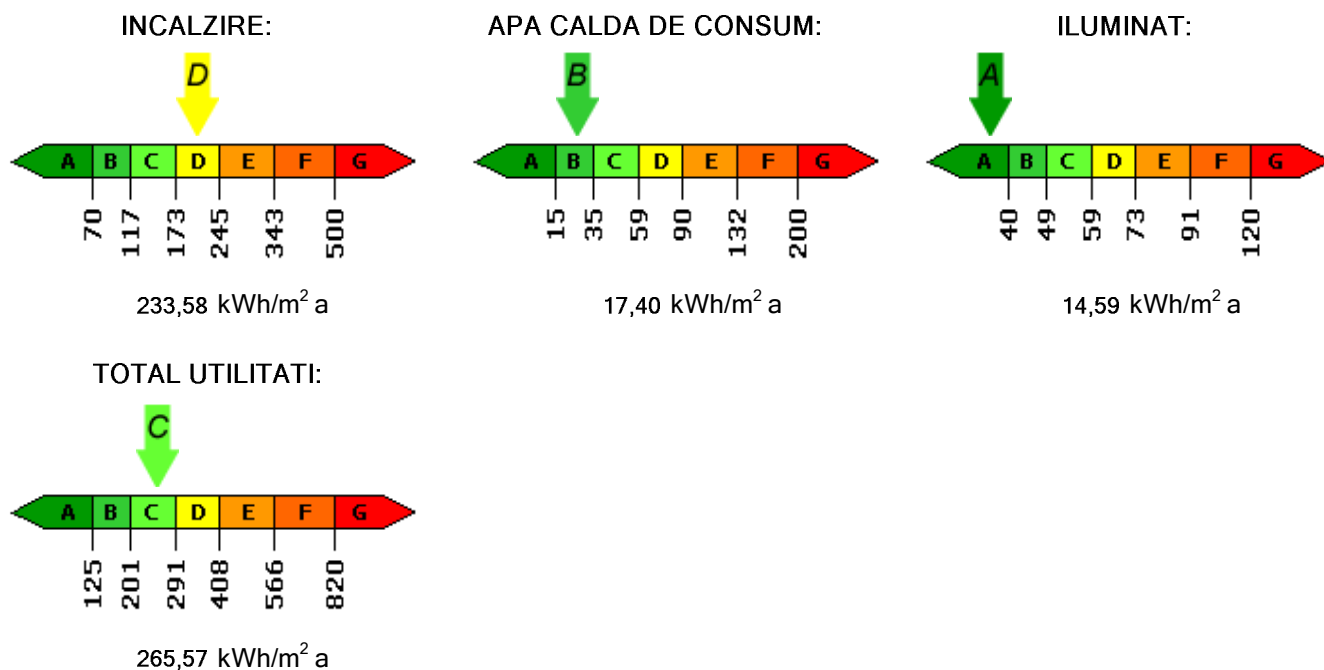 INCALZIRE:
D
A B C D E F G
70 117 173 245 343 500
233,58 kWh/m² a
APA CALDA DE CONSUM:
B
A B C D E F G
15 35 59 90 132 200
17,40 kWh/m² a
ILUMINAT:
A
A B C D E F G
40 49 59 73 91 120
14,59 kWh/m² a
TOTAL UTILITATI:
C
A B C D E F G
125 201 291 408 566 820
265,57 kWh/m² a